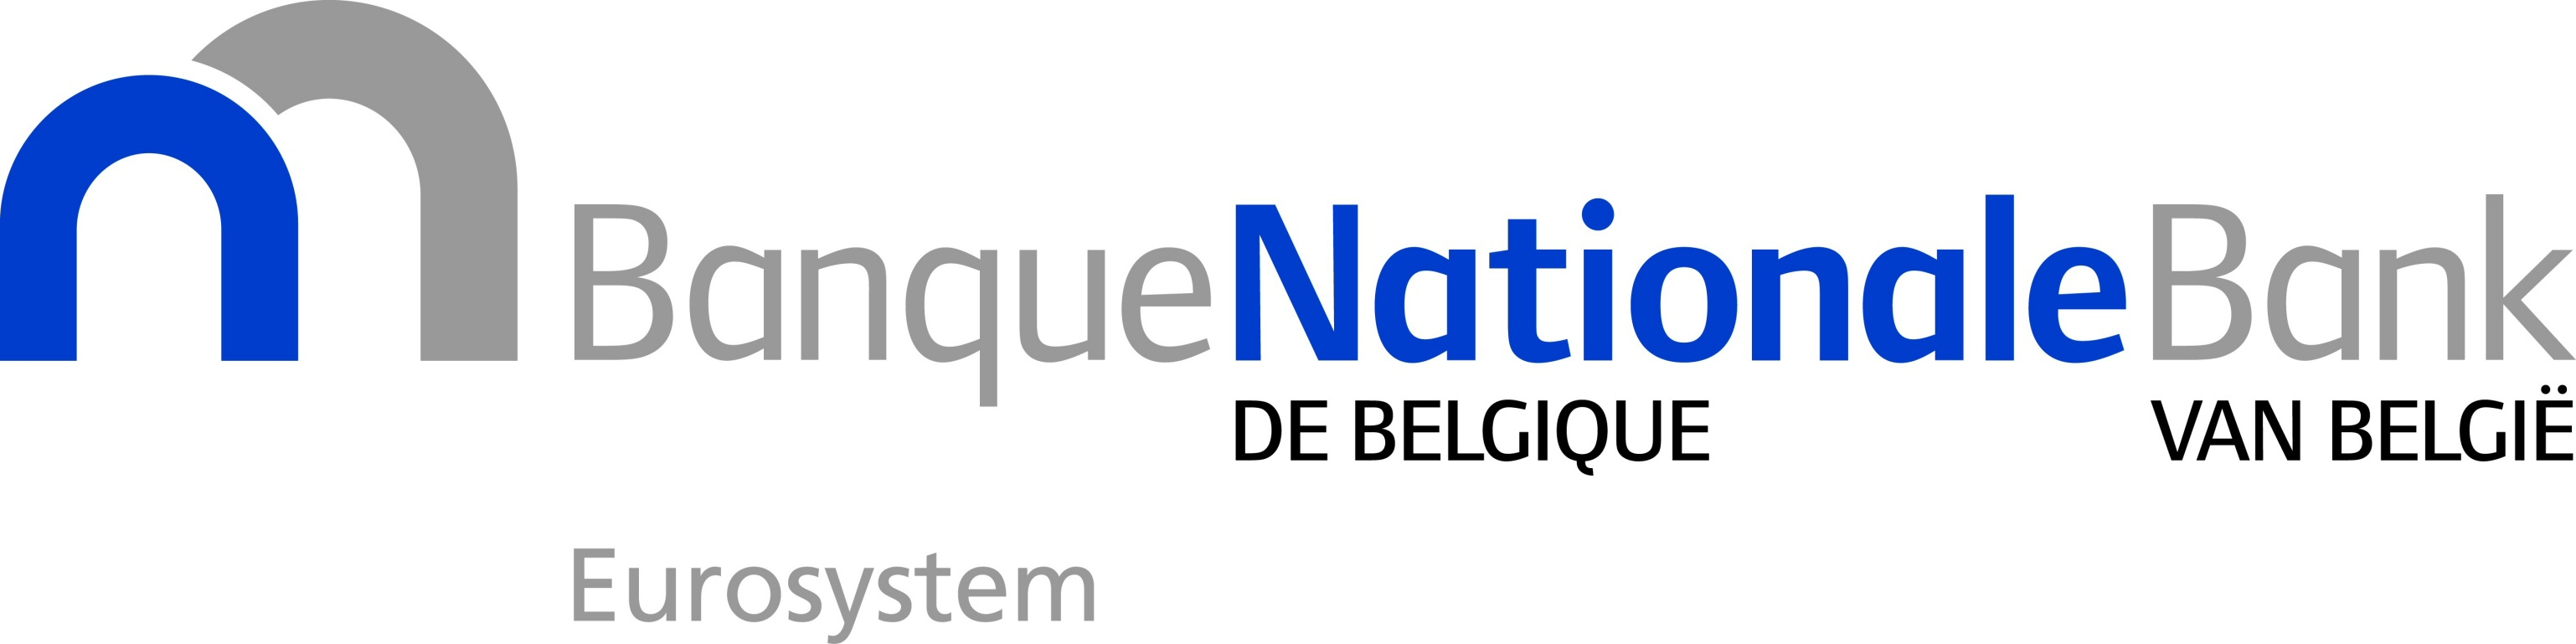 BanqueNationaleBank
DE BELGIQUE VAN BELGIË
Eurosystem